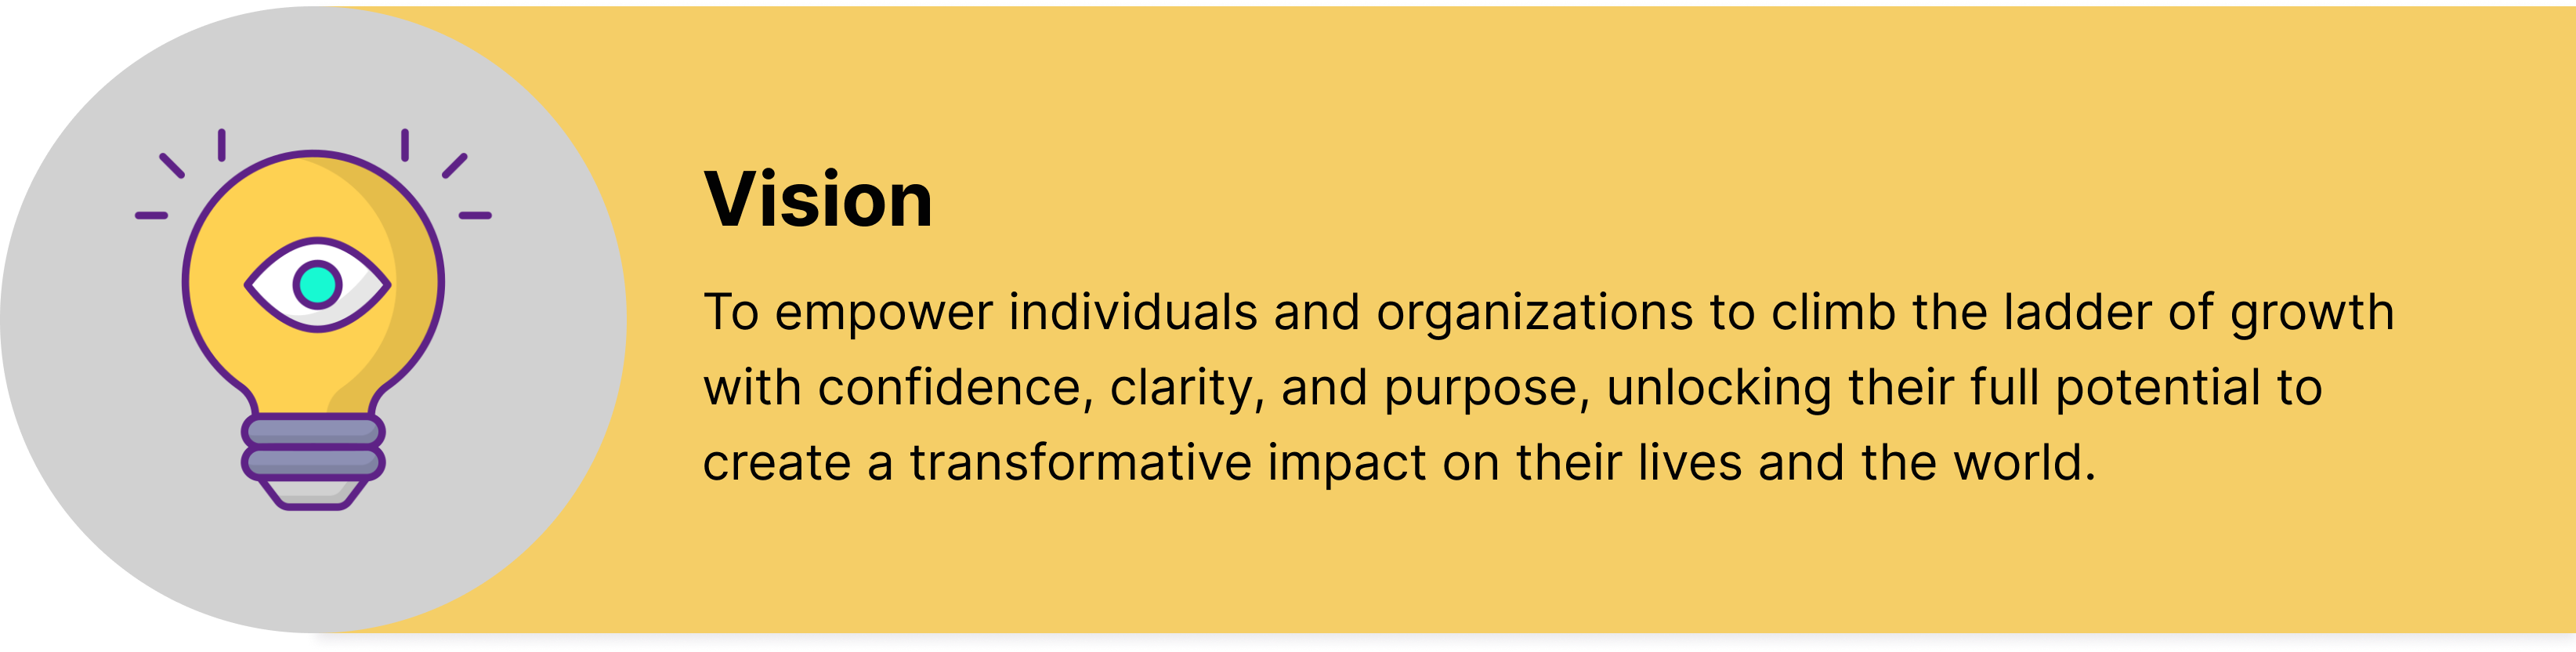 Vision
To empower individuals and organizations to climb the ladder of growth
with confidence, clarity, and purpose, unlocking their full potential to
create a transformative impact on their lives and the world.